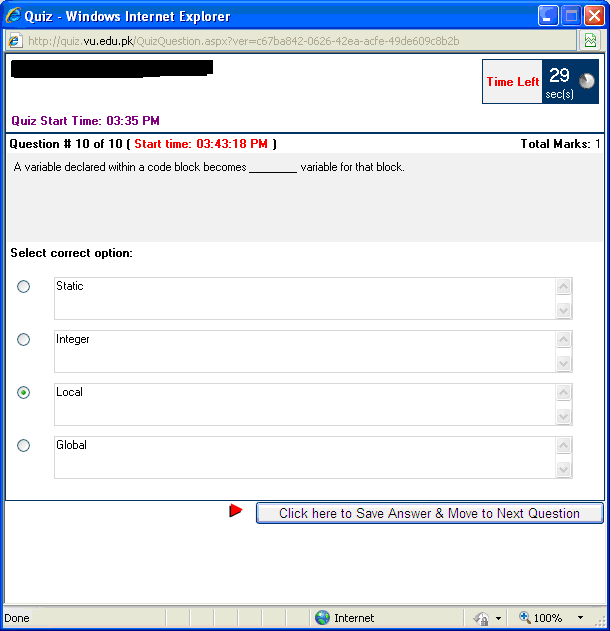 Quiz - Windows Internet Explorer
http://quiz.vu.edu.pk/QuizQuestion.aspx?ver=c67ba842-0626-42ea-acfe-49de609c8b2b
Time Left 29 sec(s)
Quiz Start Time: 03:35 PM
Question # 10 of 10 ( Start time: 03:43:18 PM ) Total Marks: 1
A variable declared within a code block becomes ________ variable for that block.
Select correct option:
Static
Integer
Local
Global
Click here to Save Answer & Move to Next Question
Done Internet 100%